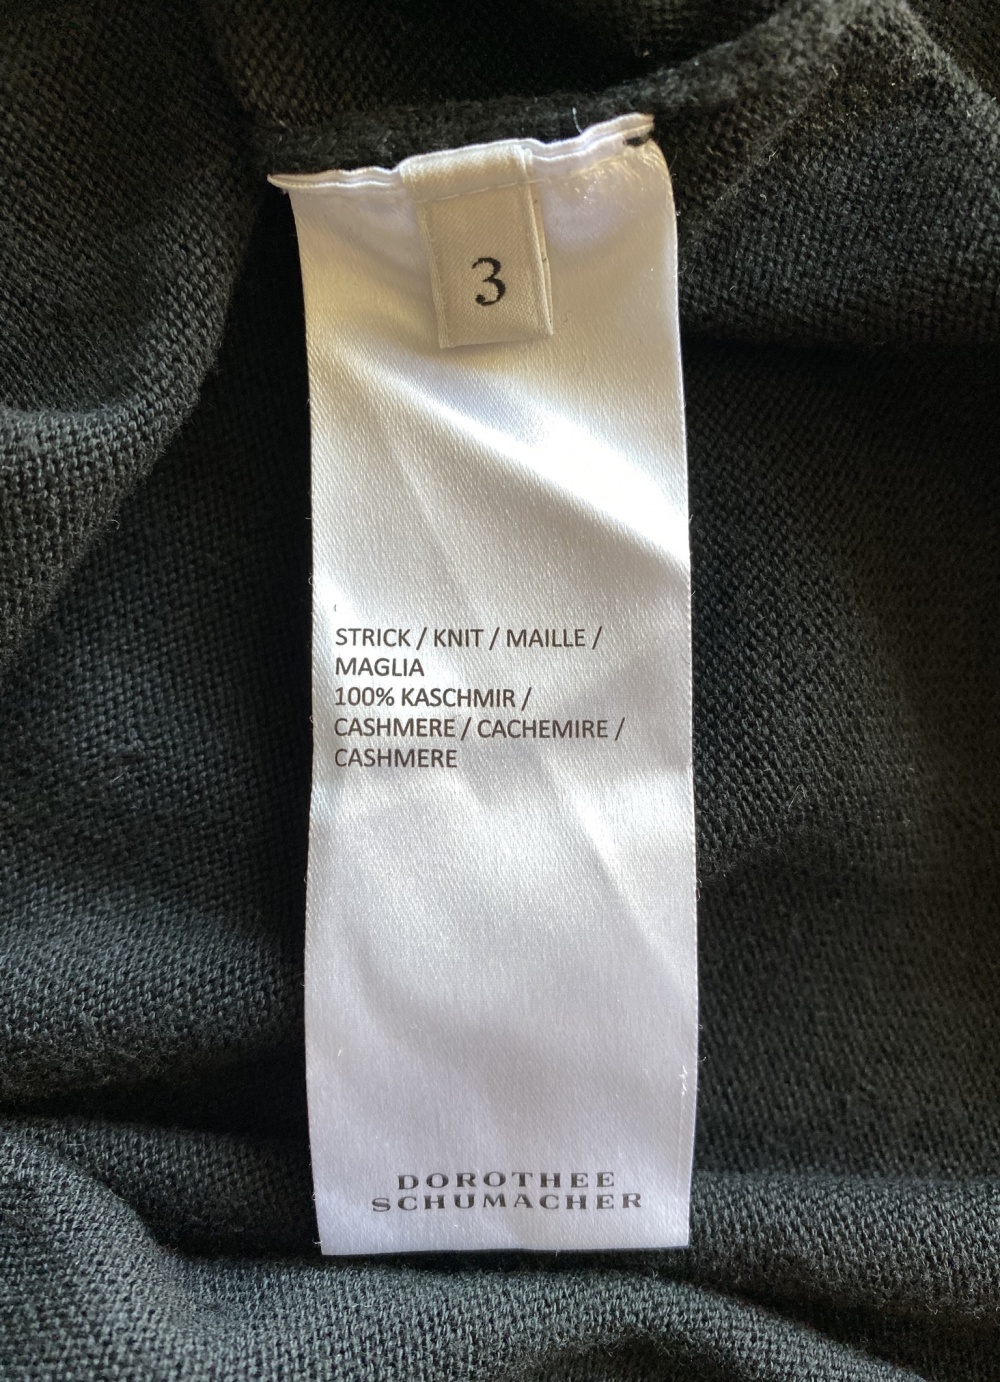 3
STRICK / KNIT / MAILLE /
MAGLIA
100% KASCHMIR /
CASHMERE / CACHEMIRE /
CASHMERE
DOROTHEE
SCHUMACHER